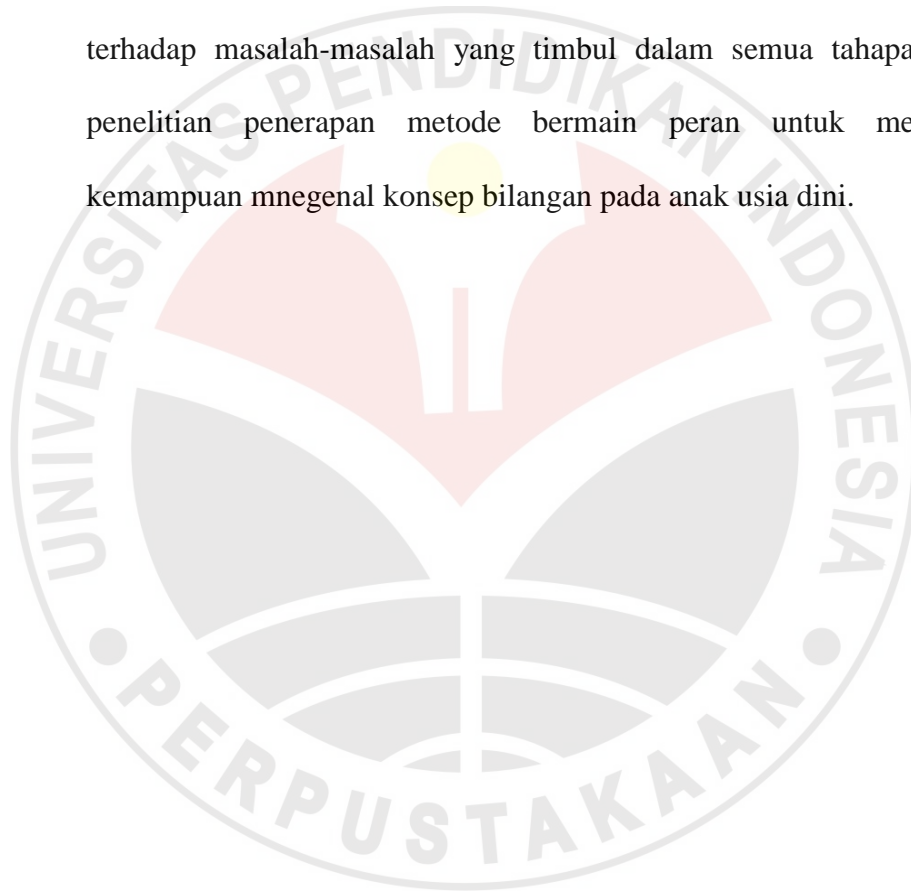 terhadap masalah-masalah yang timbul dalam semua tahapa
penelitian penerapan metode bermain peran untuk me
kemampuan mnegenal konsep bilangan pada anak usia dini.
UNIVERSITAS PENDIDIKAN INDONESIA
PERPUSTAKAAN